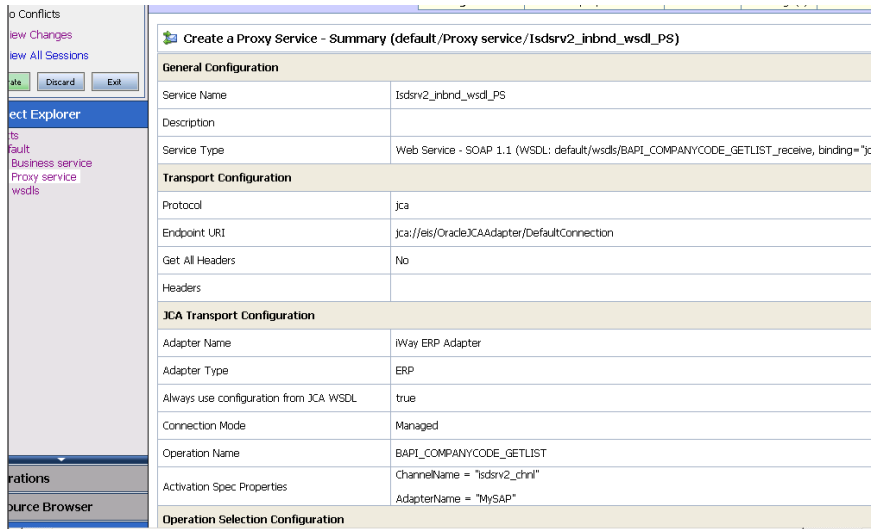 o Conflicts
iew Changes
iew All Sessions
ate Discard Exit
ect Explorer
ts
fault
Business service
Proxy service
wsdls
rations
ource Browser
Create a Proxy Service - Summary (default/Proxy service/Isdsrv2_inbnd_wsdl_PS)
General Configuration
Service Name Isdsrv2_inbnd_wsdl_PS
Description
Service Type Web Service - SOAP 1.1 (WSDL: default/wsdls/BAPI_COMPANYCODE_GETLIST_receive, binding="jc
Transport Configuration
Protocol jca
Endpoint URI jca://eis/OracleJCAAdapter/DefaultConnection
Get All Headers No
Headers
JCA Transport Configuration
Adapter Name iWay ERP Adapter
Adapter Type ERP
Always use configuration from JCA WSDL true
Connection Mode Managed
Operation Name BAPI_COMPANYCODE_GETLIST
Activation Spec Properties ChannelName = "isdsrv2_chnl"
AdapterName = "MySAP"
Operation Selection Configuration